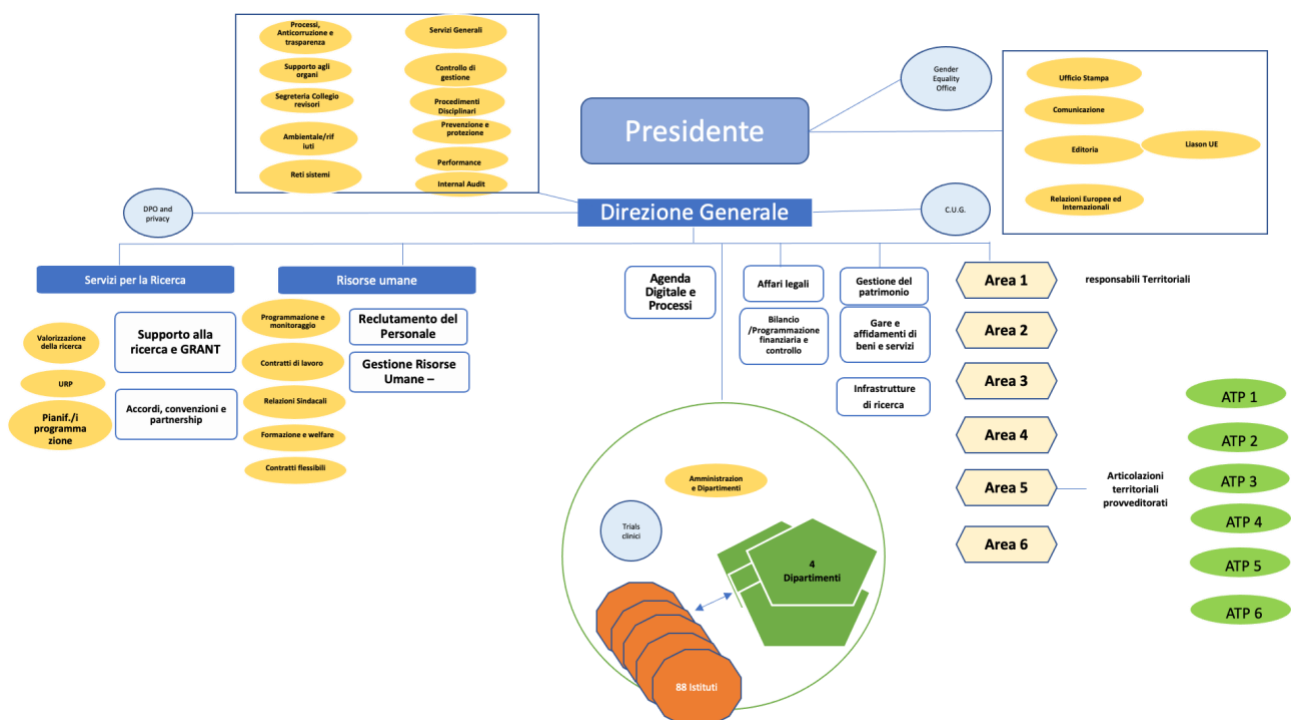 Processi,
Anticorruzione e
trasparenza
Supporto agli
organi
Segreteria Collegio
revisori
Ambientale/rif
iuti
Reti sistemi
Servizi Generali
Controllo di
gestione
Procedimenti
Disciplinari
Prevenzione e
protezione
Performance
Internal Audit
Presidente
Gender
Equality
Office
Ufficio Stampa
Comunicazione
Editoria
Liason UE
Relazioni Europee ed
Internazionali
DPO and
privacy
Direzione Generale
C.U.G.
Servizi per la Ricerca
Valorizzazione
della ricerca
URP
Pianif./i
programma
zione
Supporto alla
ricerca e GRANT
Accordi, convenzioni e
partnership
Risorse umane
Programmazione e
monitoraggio
Contratti di lavoro
Relazioni Sindacali
Formazione e welfare
Contratti flessibili
Reclutamento del
Personale
Gestione Risorse
Umane –
Agenda
Digitale e
Processi
Affari legali
Bilancio
/Programmazione
finanziaria e
controllo
Gestione del
patrimonio
Gare e
affidamenti di
beni e servizi
Infrastrutture
di ricerca
Area 1
Area 2
Area 3
Area 4
Area 5
Area 6
responsabili Territoriali
Articolazioni
territoriali
provveditorati
ATP 1
ATP 2
ATP 3
ATP 4
ATP 5
ATP 6
Amministrazion
e Dipartimenti
Trials
clinici
4
Dipartimenti
88 Istituti